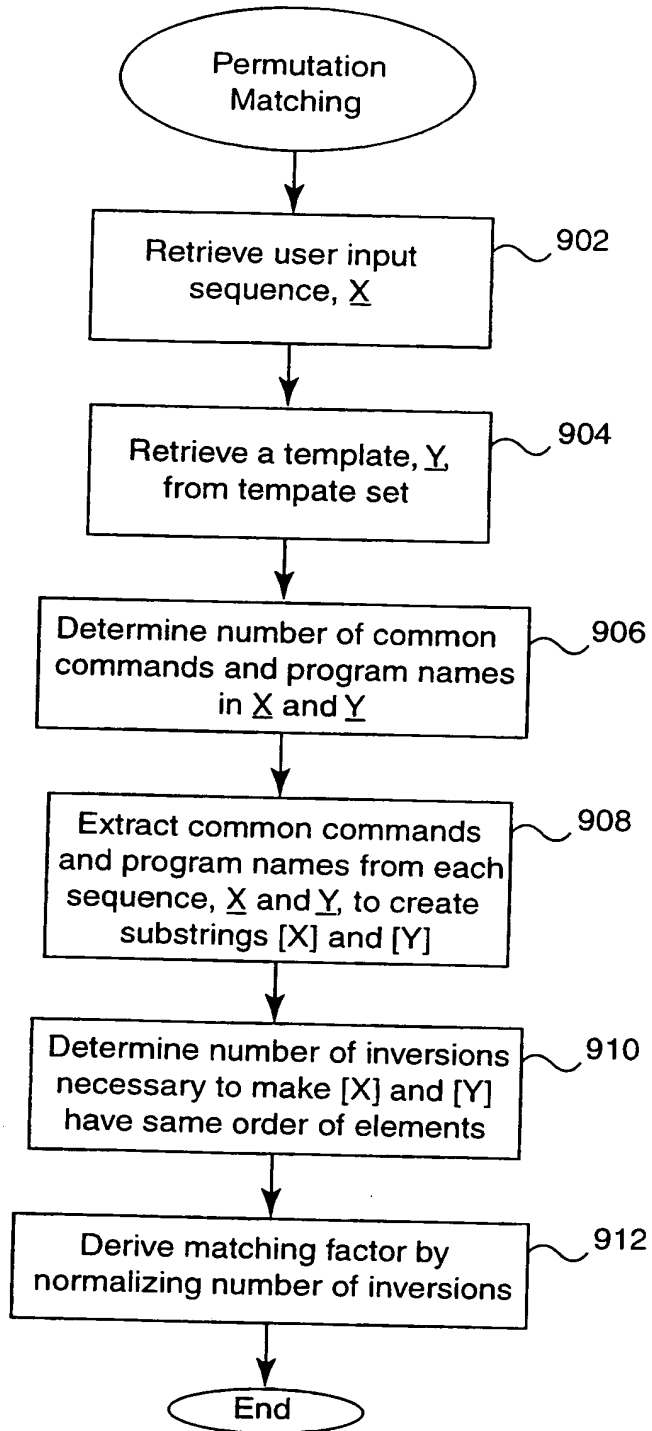 Permutation
Matching
Retrieve user input
sequence, X
902
Retrieve a template, Y,
from tempate set
904
Determine number of common
commands and program names
in X and Y
906
Extract common commands
and program names from each
sequence, X and Y, to create
substrings [X] and [Y]
908
Determine number of inversions
necessary to make [X] and [Y]
have same order of elements
910
Derive matching factor by
normalizing number of inversions
912
End